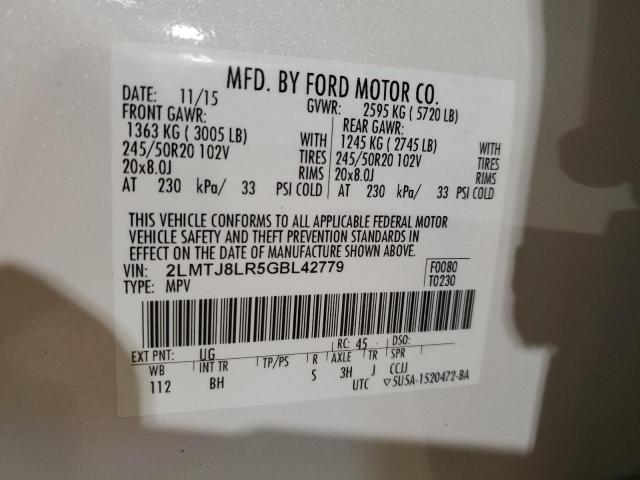 MFD. BY FORD MOTOR CO.
DATE: 11/15 GVWR: 2595 KG ( 5720 LB)
FRONT GAWR: REAR GAWR:
1363 KG ( 3005 LB) WITH 1245 KG ( 2745 LB) WITH
245/50R20 102V TIRES 245/50R20 102V TIRES
20x8.0J RIMS 20x8.0J RIMS
AT 230 kPa/ 33 PSI COLD AT 230 kPa/ 33 PSI COLD
THIS VEHICLE CONFORMS TO ALL APPLICABLE FEDERAL MOTOR
VEHICLE SAFETY AND THEFT PREVENTION STANDARDS IN
EFFECT ON THE DATE OF MANUFACTURE SHOWN ABOVE.
VIN: 2LMTJ8LR5GBL42779 F0080
TYPE: MPV T0230
EXT PNT: UG RC: 45 DSO:
WB INT TR TP/PS R AXLE TR SPR
112 BH S 3H J CCJJ
UTC ▽5U5A-1520472-BA